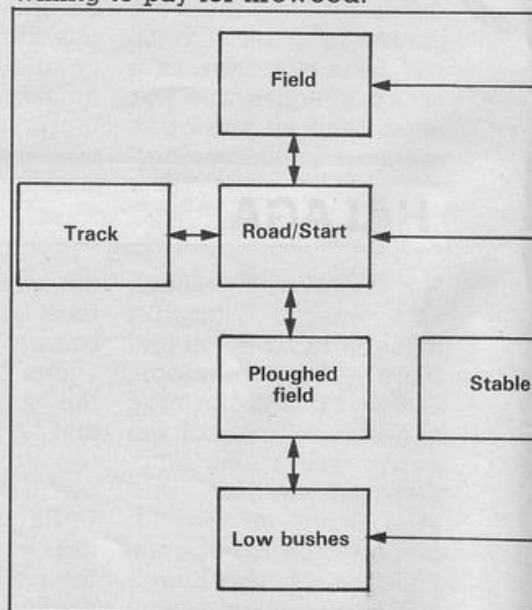 willing to pay for firewood.
Field
Track
Road/Start
Ploughed
field
Stable
Low bushes